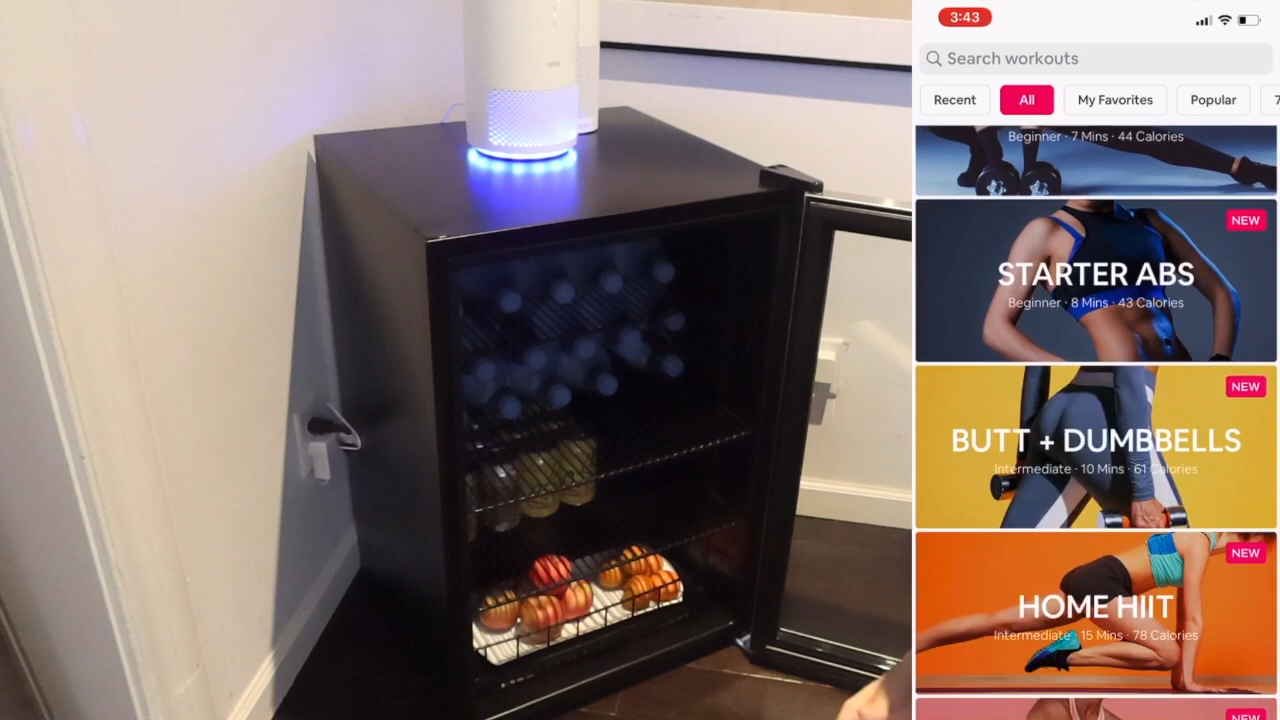 3:43
Search workouts
Recent
All
My Favorites
Popular
7
Beginner · 7 Mins · 44 Calories
NEW
STARTER ABS
Beginner · 8 Mins · 43 Calories
NEW
BUTT + DUMBBELLS
Intermediate · 10 Mins · 61 Calories
NEW
HOME HIIT
Intermediate · 15 Mins · 78 Calories
NEW